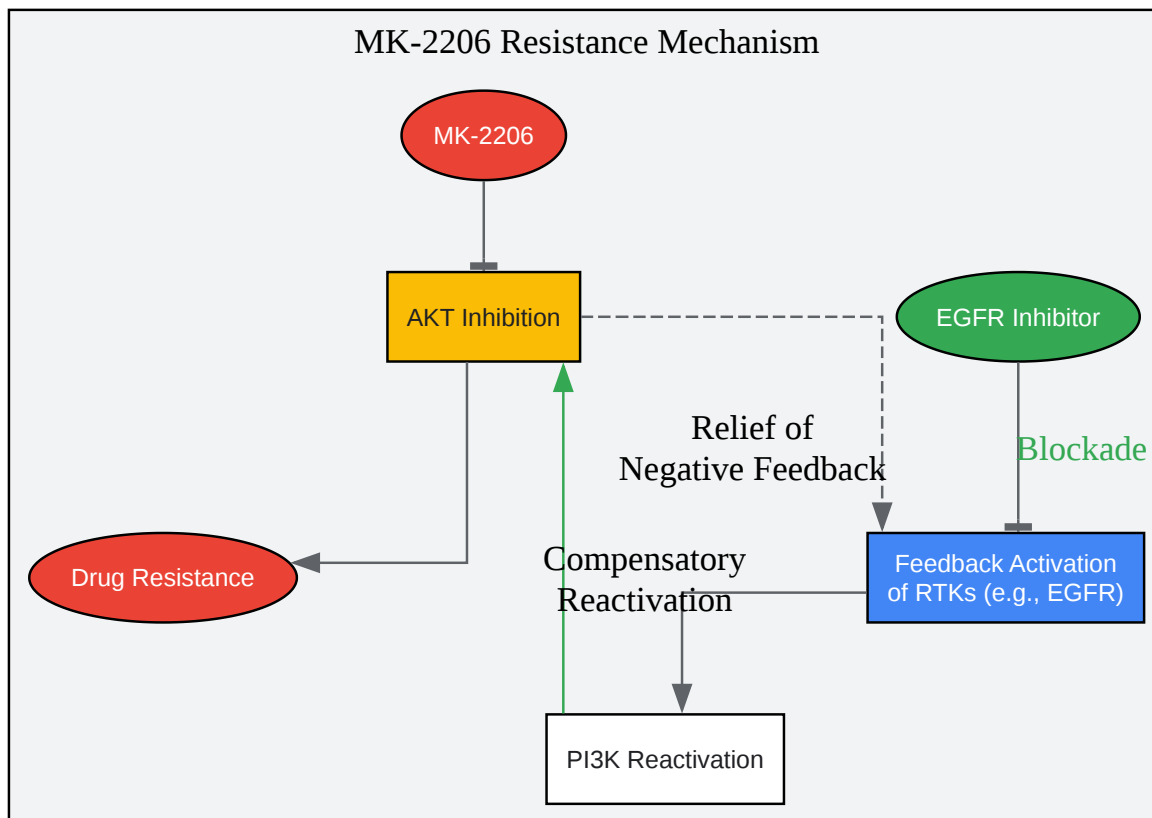 MK-2206 Resistance Mechanism
MK-2206
AKT Inhibition
EGFR Inhibitor
Relief of
Negative Feedback
Blockade
Compensatory
Reactivation
Feedback Activation
of RTKs (e.g., EGFR)
Drug Resistance
PI3K Reactivation